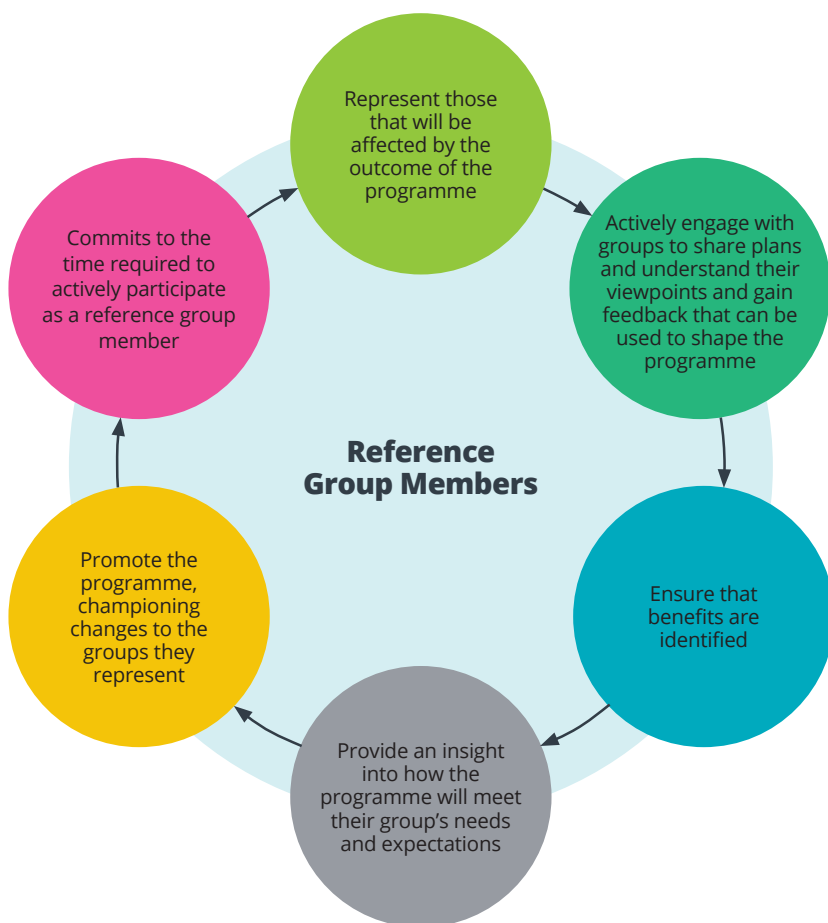 Represent those
that will be
affected by the
outcome of the
programme
Actively engage with
groups to share plans
and understand their
viewpoints and gain
feedback that can be
used to shape the
programme
Ensure that
benefits are
identified
Provide an insight
into how the
programme will meet
their group’s needs
and expectations
Promote the
programme,
championing
changes to the
groups they
represent
Commits to the
time required to
actively participate
as a reference group
member
Reference
Group Members